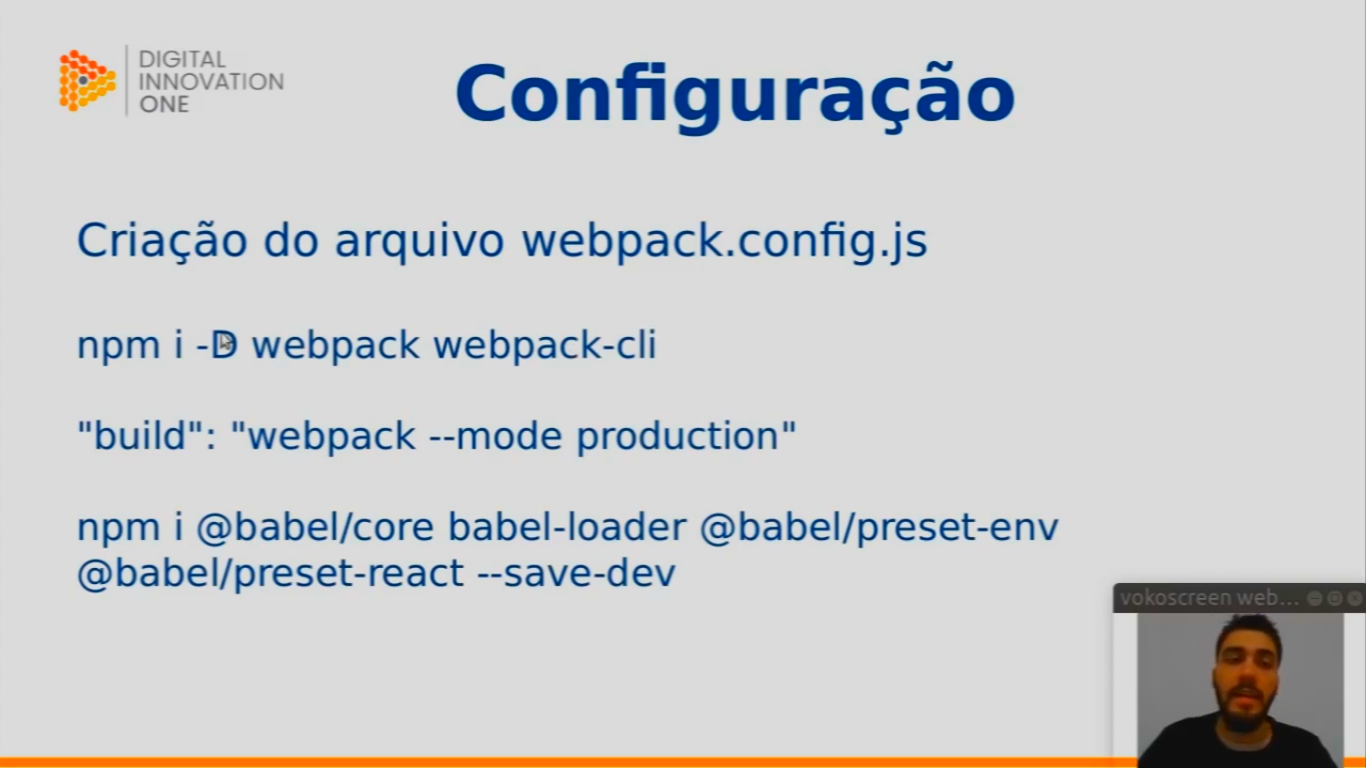 DIGITAL
INNOVATION
ONE
Configuração
Criação do arquivo webpack.config.js
npm i -D webpack webpack-cli
"build": "webpack --mode production"
npm i @babel/core babel-loader @babel/preset-env
@babel/preset-react --save-dev
vokoscreen web...